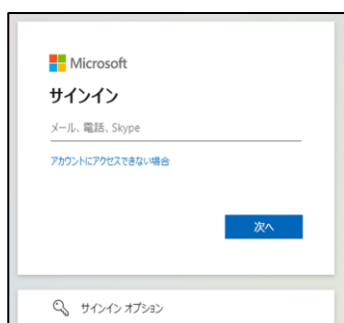 Microsoft
サインイン
メール、電話、Skype
アカウントにアクセスできない場合
次へ
サインイン オプション